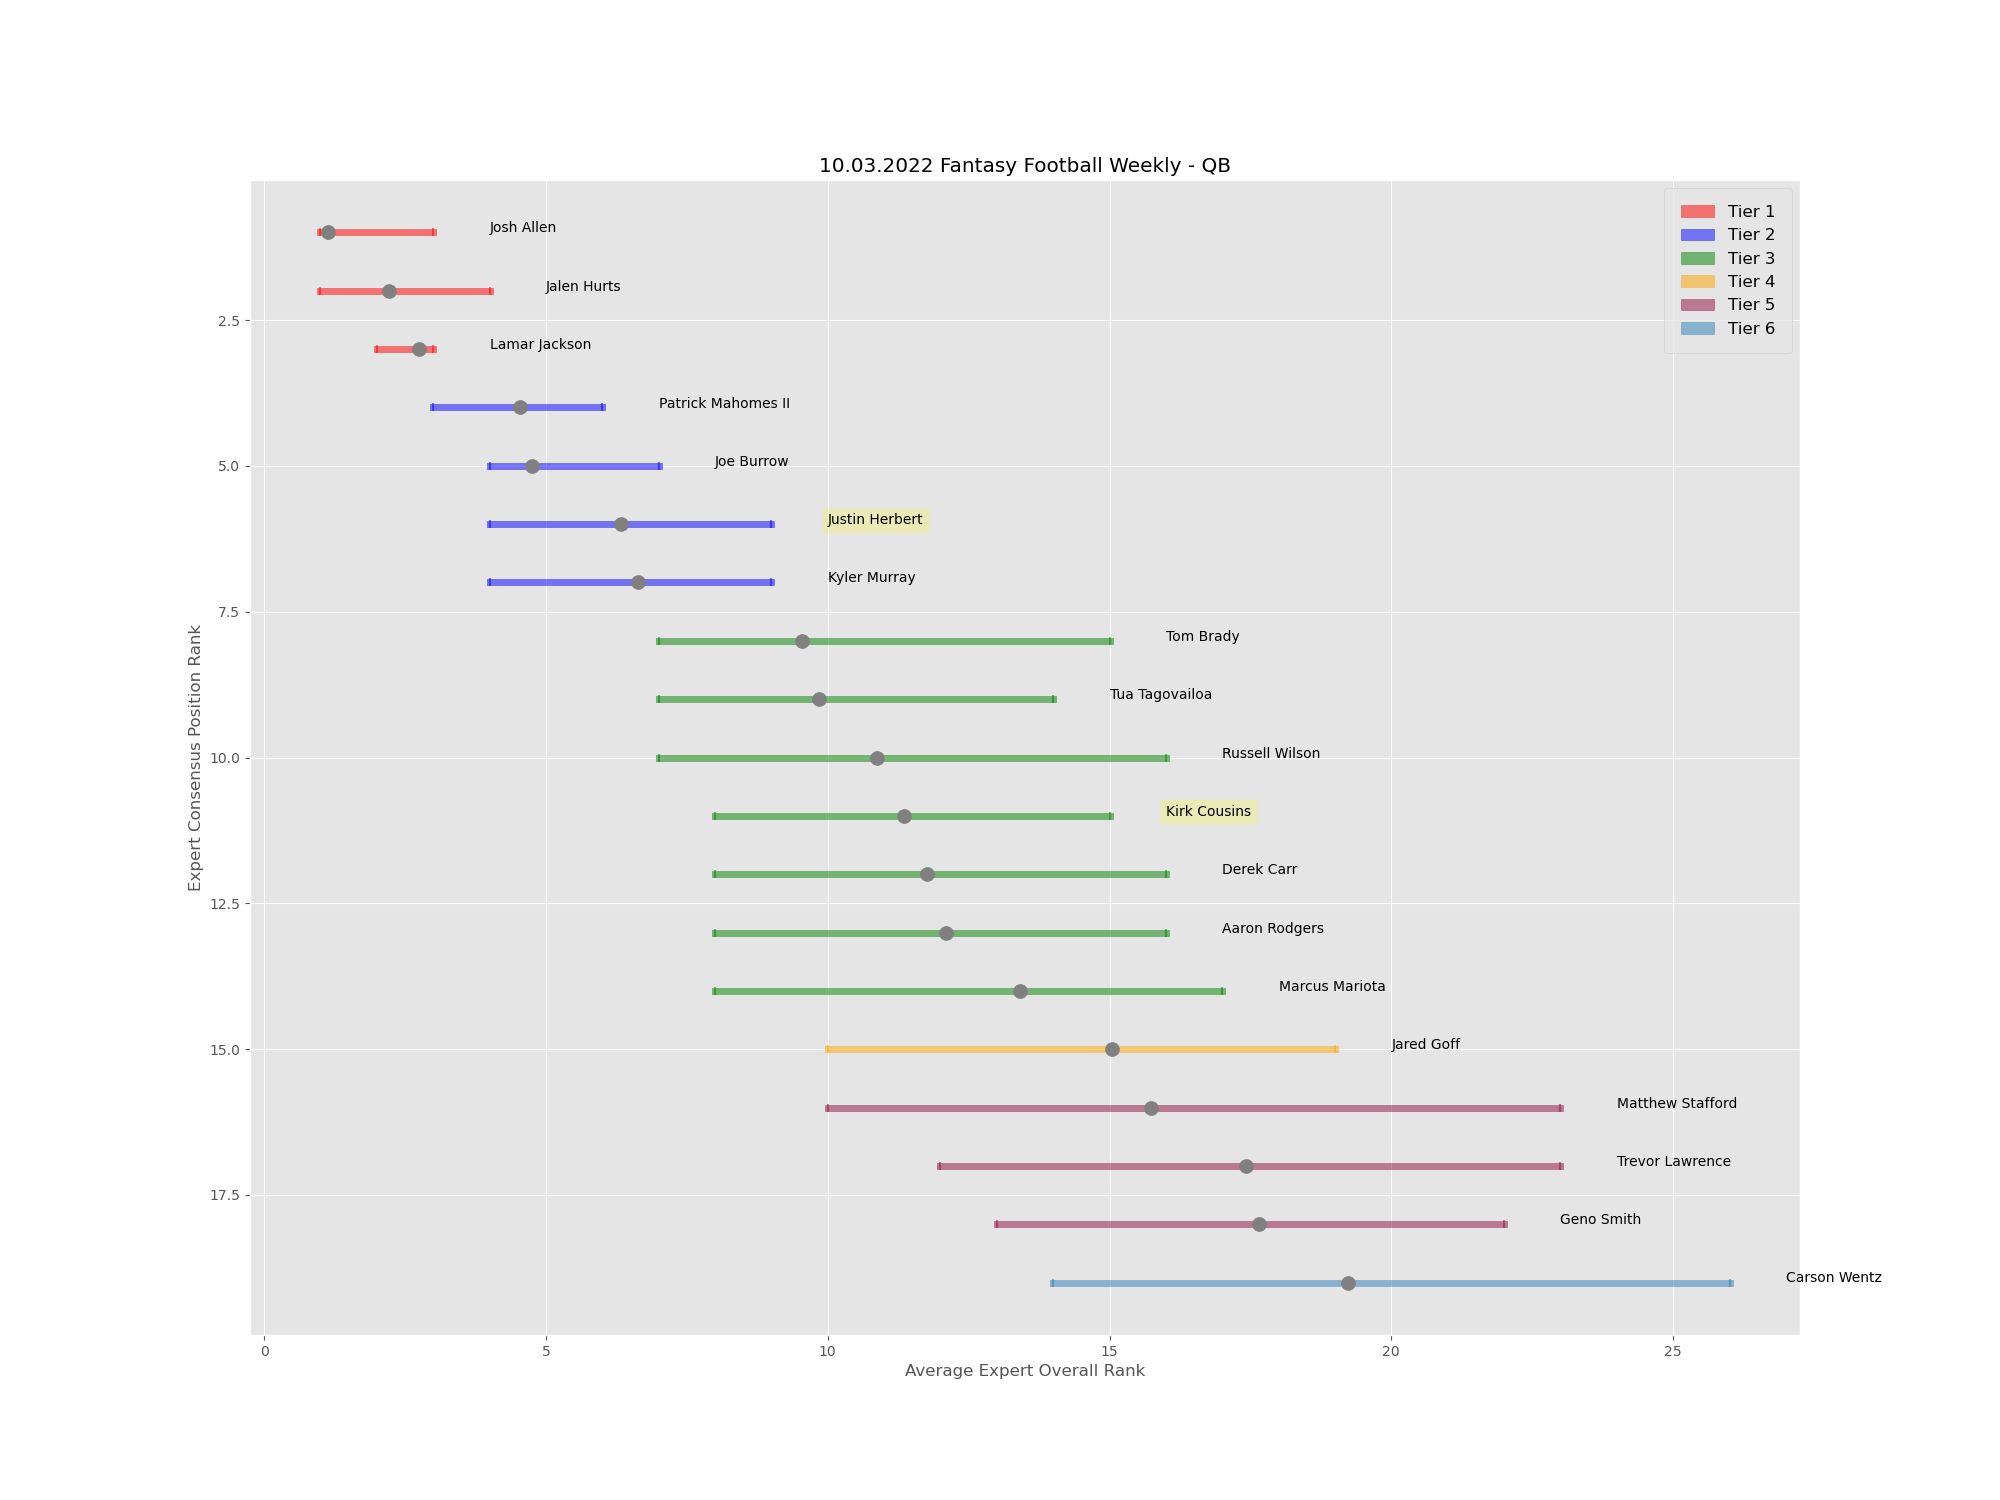 10.03.2022 Fantasy Football Weekly - QB
Tier 1
Tier 2
Tier 3
Tier 4
Tier 5
Tier 6
Josh Allen
Jalen Hurts
2.5
Lamar Jackson
Patrick Mahomes II
5.0
Joe Burrow
Justin Herbert
Kyler Murray
7.5
Tom Brady
Tua Tagovailoa
10.0
Russell Wilson
Kirk Cousins
Derek Carr
12.5
Aaron Rodgers
Marcus Mariota
15.0
Jared Goff
Matthew Stafford
Trevor Lawrence
17.5
Geno Smith
Carson Wentz
Expert Consensus Position Rank
0 5 10 15 20 25
Average Expert Overall Rank